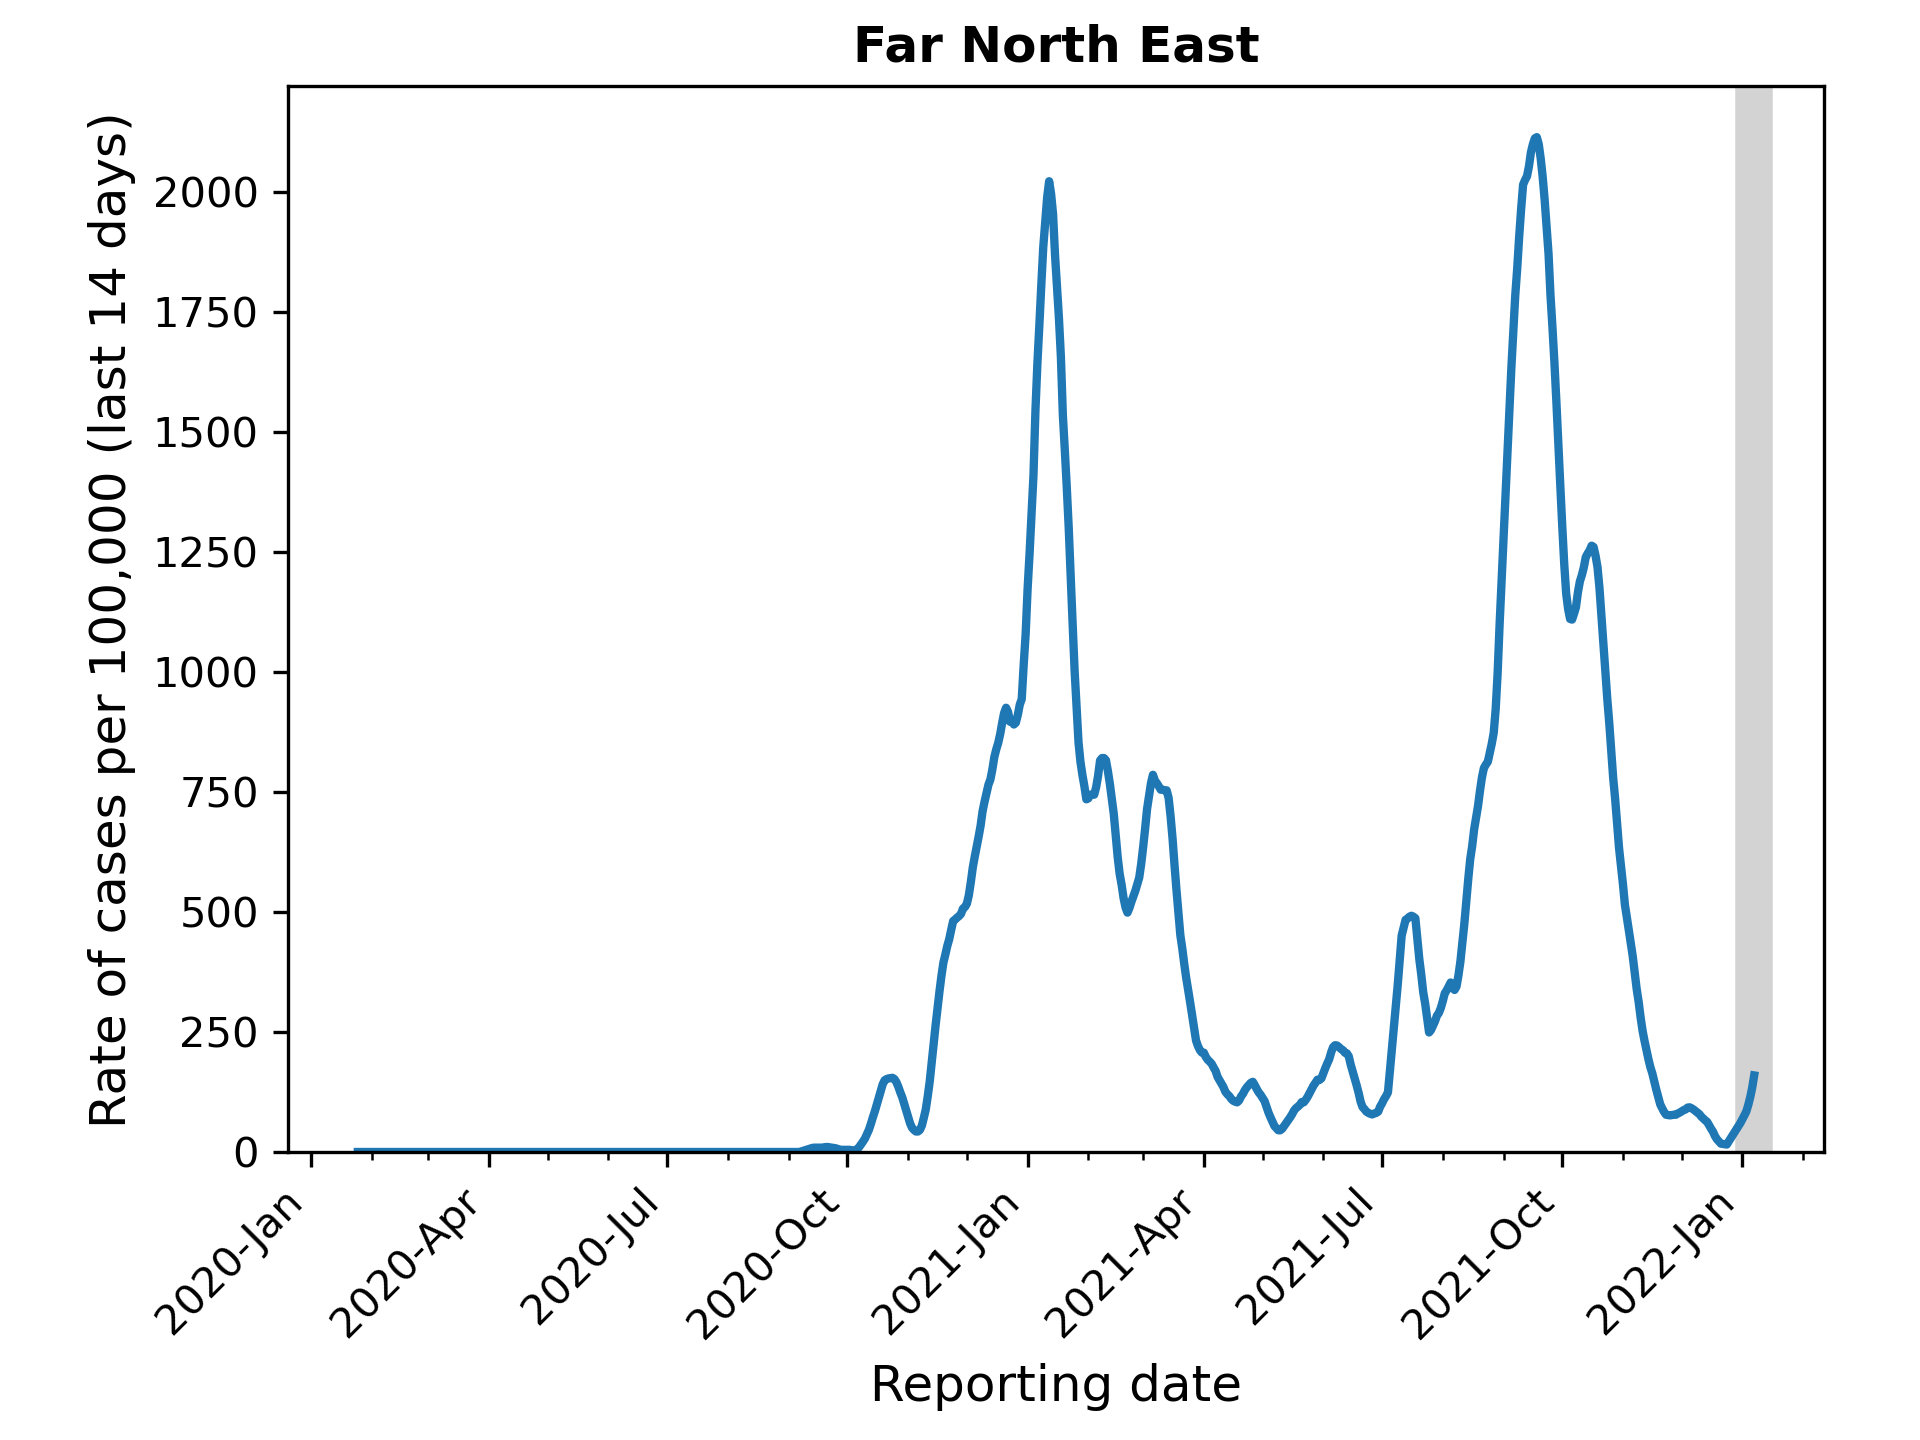 Far North East
Rate of cases per 100,000 (last 14 days)
2000
1750
1500
1250
1000
750
500
250
0
2020-Jan
2020-Apr
2020-Jul
2020-Oct
2021-Jan
2021-Apr
2021-Jul
2021-Oct
2022-Jan
Reporting date